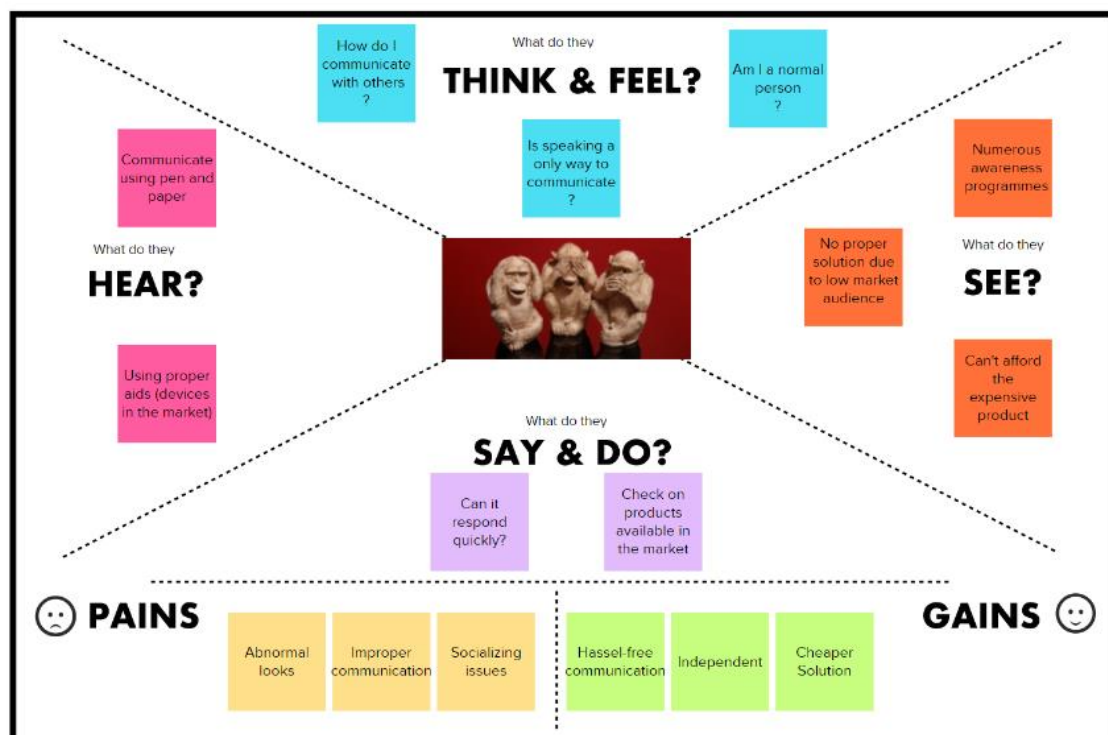 What do they
THINK & FEEL?
How do I
communicate
with others
?
Am I a normal
person
?
Is speaking a
only way to
communicate
?
Communicate
using pen and
paper
What do they
HEAR?
Using proper
aids (devices
in the market)
Numerous
awareness
programmes
No proper
solution due
to low market
audience
What do they
SEE?
Can't afford
the
expensive
product
What do they
SAY & DO?
Can it
respond
quickly?
Check on
products
available in
the market
PAINS
Abnormal
looks
Improper
communication
Socializing
issues
GAINS
Hassel-free
communication
Independent
Cheaper
Solution